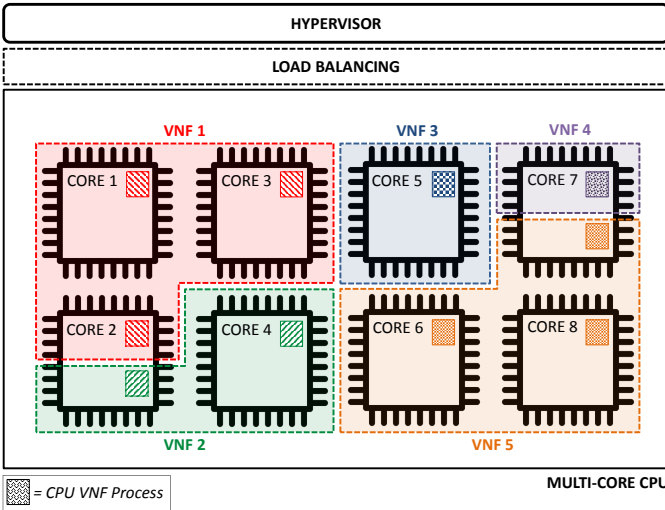 HYPERVISOR
LOAD BALANCING
VNF 1
VNF 3
VNF 4
CORE 1
CORE 3
CORE 5
CORE 7
CORE 2
CORE 4
CORE 6
CORE 8
VNF 2
VNF 5
MULTI-CORE CPU
= CPU VNF Process